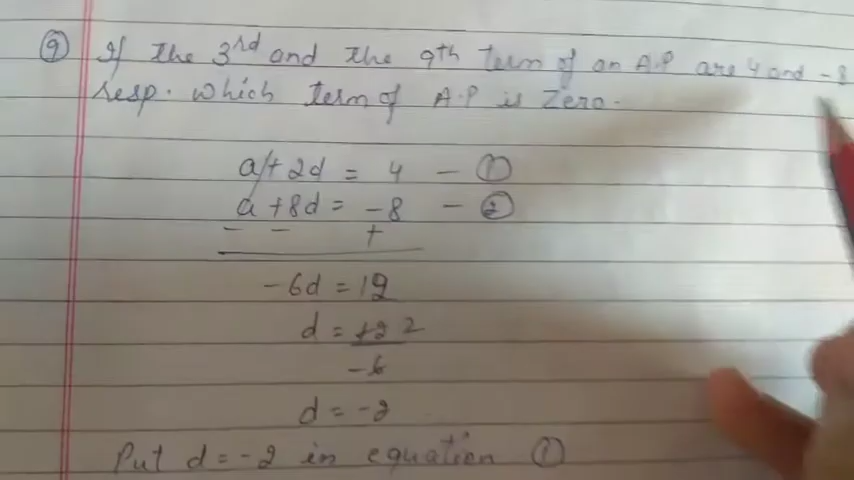 ⑨ If the 3rd and the 9th term of an A.P are 4 and -8
resp. which term of A.P is Zero.
a + 2d = 4 — ①
a + 8d = -8 — ②
- - +
-6d = 12
d = 12 2
-6
d = -2
Put d = -2 in equation ①